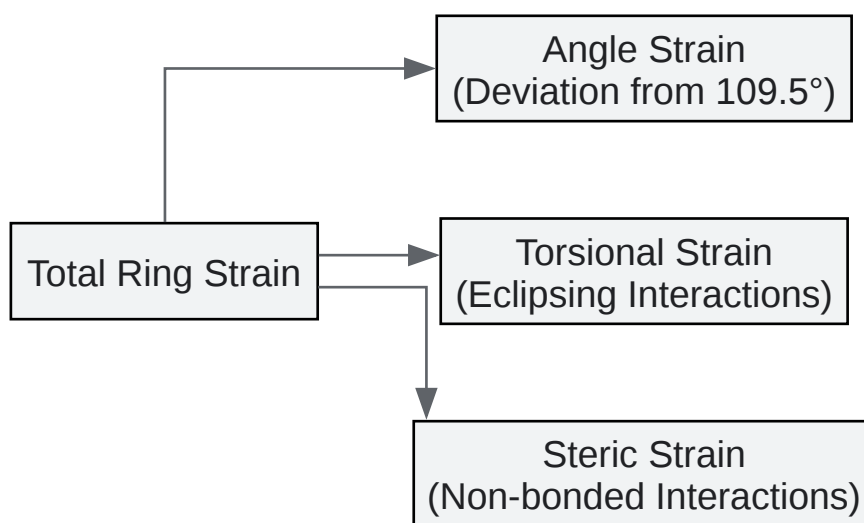 Angle Strain
(Deviation from 109.5°)
Total Ring Strain
Torsional Strain
(Eclipsing Interactions)
Steric Strain
(Non-bonded Interactions)